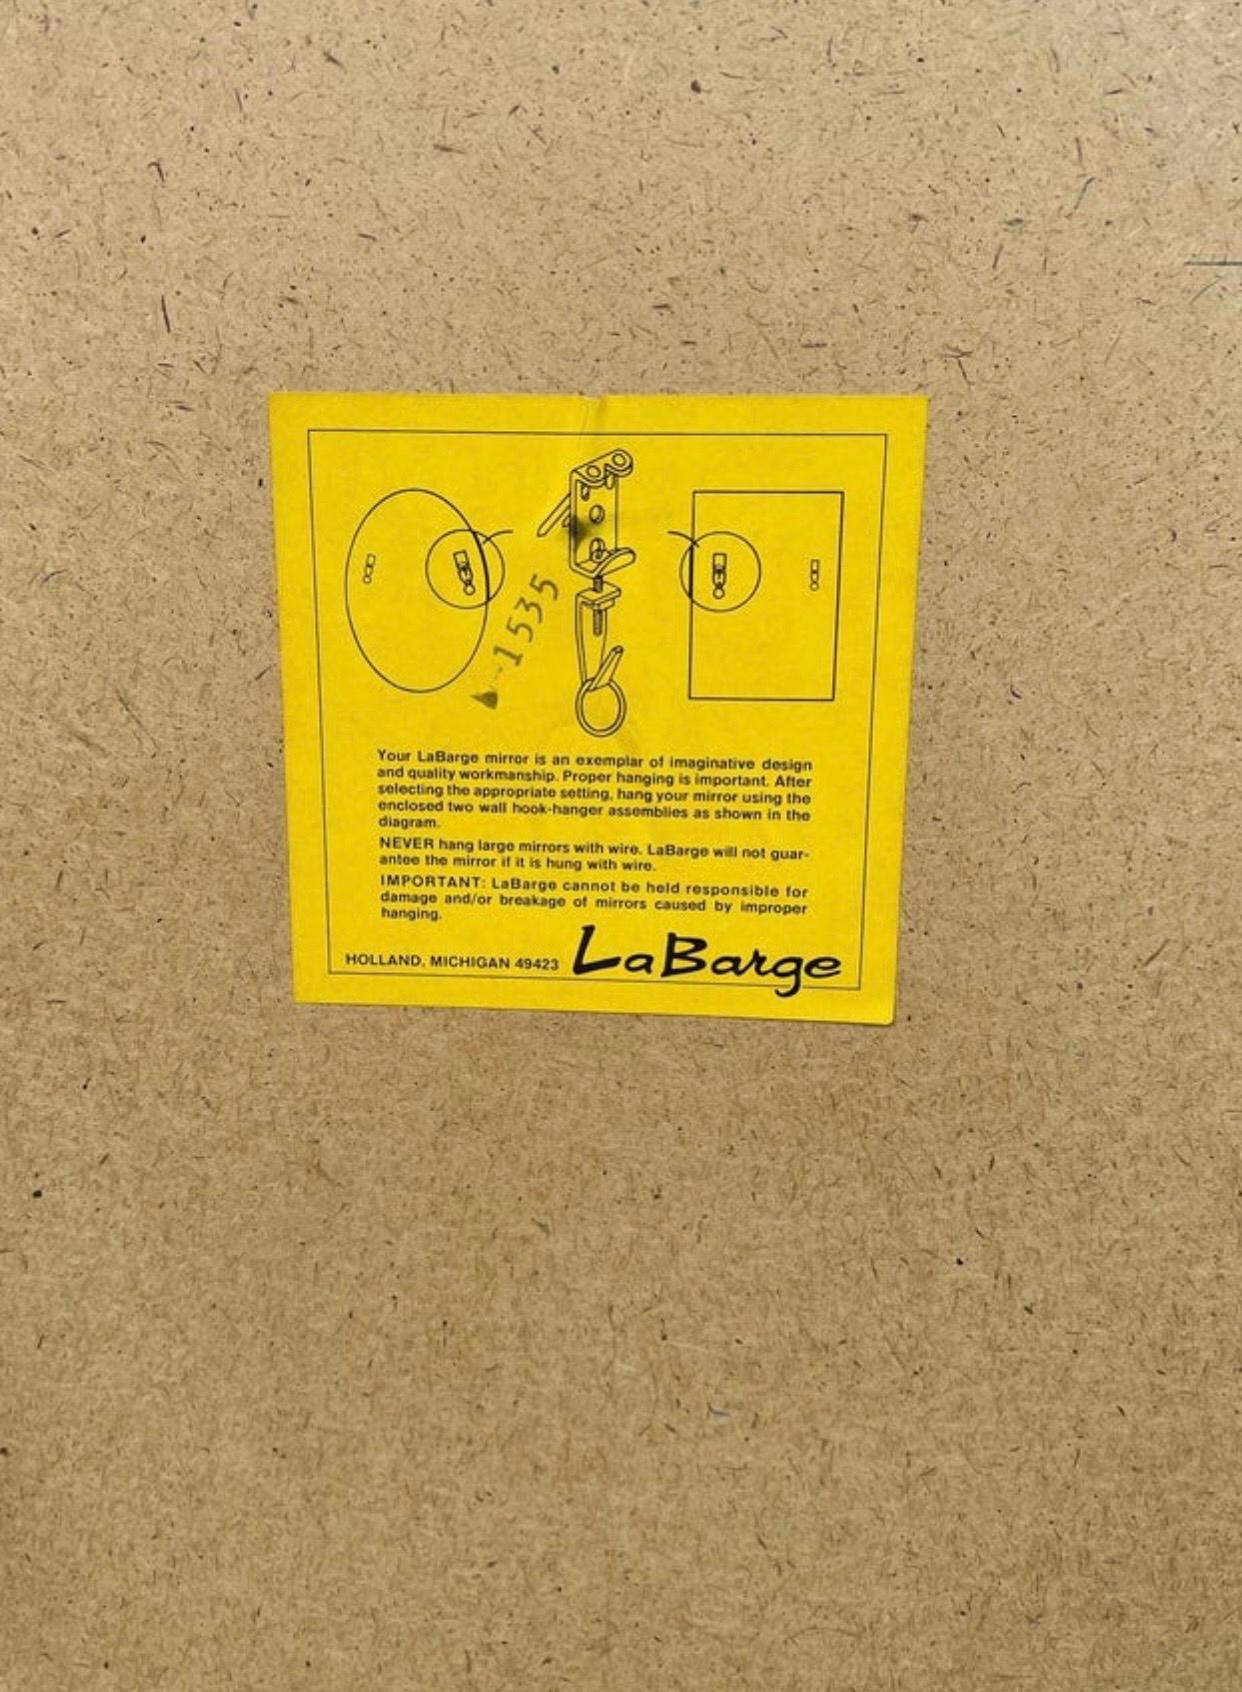 1535
Your LaBarge mirror is an exemplar of imaginative design
and quality workmanship. Proper hanging is important. After
selecting the appropriate setting, hang your mirror using the
enclosed two wall hook-hanger assemblies as shown in the
diagram.
NEVER hang large mirrors with wire. LaBarge will not guar-
antee the mirror if it is hung with wire.
IMPORTANT: LaBarge cannot be held responsible for
damage and/or breakage of mirrors caused by improper
hanging.
HOLLAND, MICHIGAN 49423 LaBarge